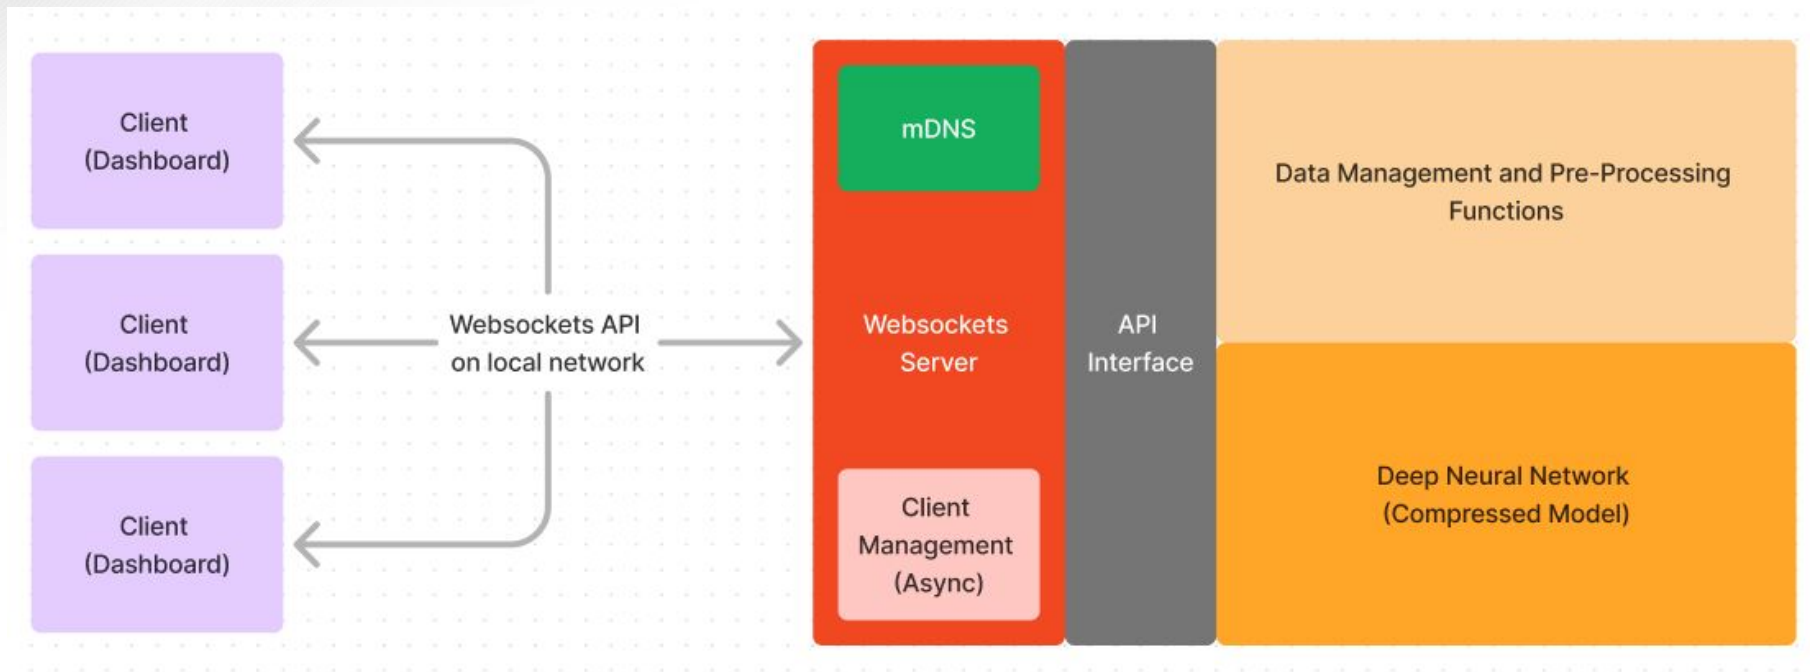 Client
(Dashboard)
Client
(Dashboard)
Client
(Dashboard)
Websockets API
on local network
mDNS
Websockets
Server
Client
Management
(Async)
API
Interface
Data Management and Pre-Processing
Functions
Deep Neural Network
(Compressed Model)